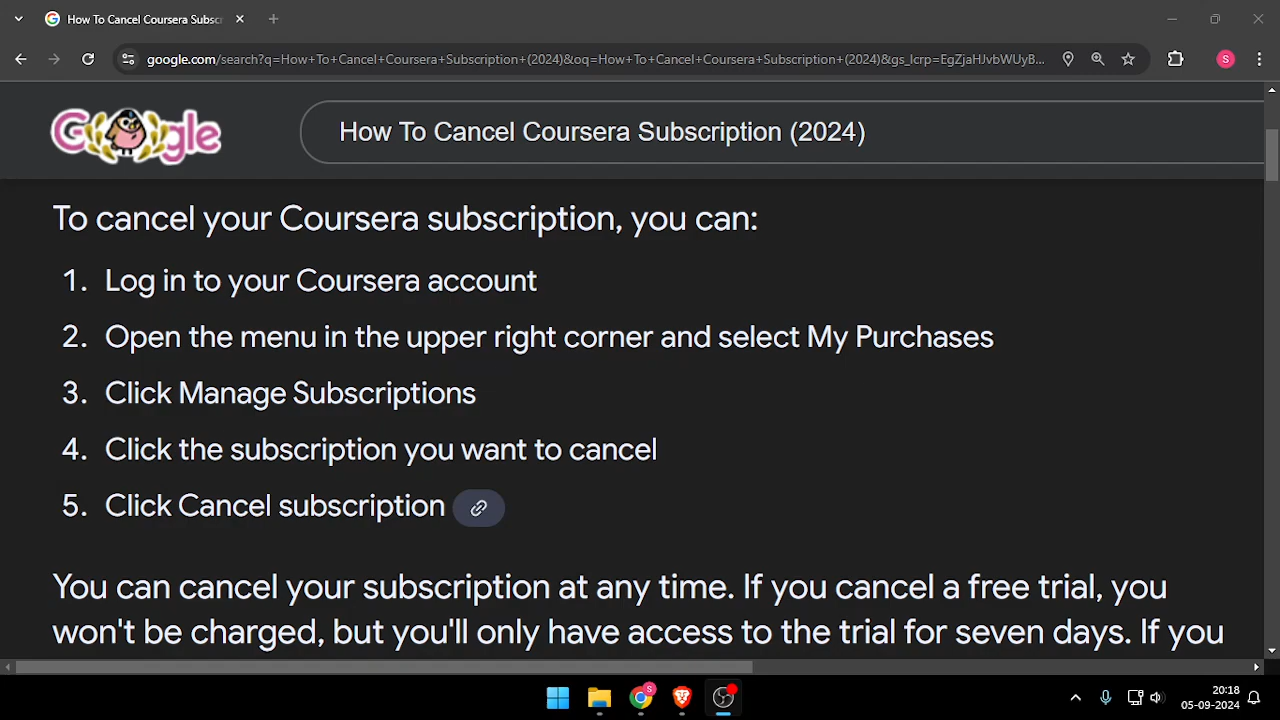 How To Cancel Coursera Subsc
google.com/search?q=How+To+Cancel+Coursera+Subscription+(2024)&oq=How+To+Cancel+Coursera+Subscription+(2024)&gs_lcrp=EgZjaHJvbWUyB...
S
Google
How To Cancel Coursera Subscription (2024)
To cancel your Coursera subscription, you can:
1. Log in to your Coursera account
2. Open the menu in the upper right corner and select My Purchases
3. Click Manage Subscriptions
4. Click the subscription you want to cancel
5. Click Cancel subscription
You can cancel your subscription at any time. If you cancel a free trial, you
won't be charged, but you'll only have access to the trial for seven days. If you
S
20:18
05-09-2024